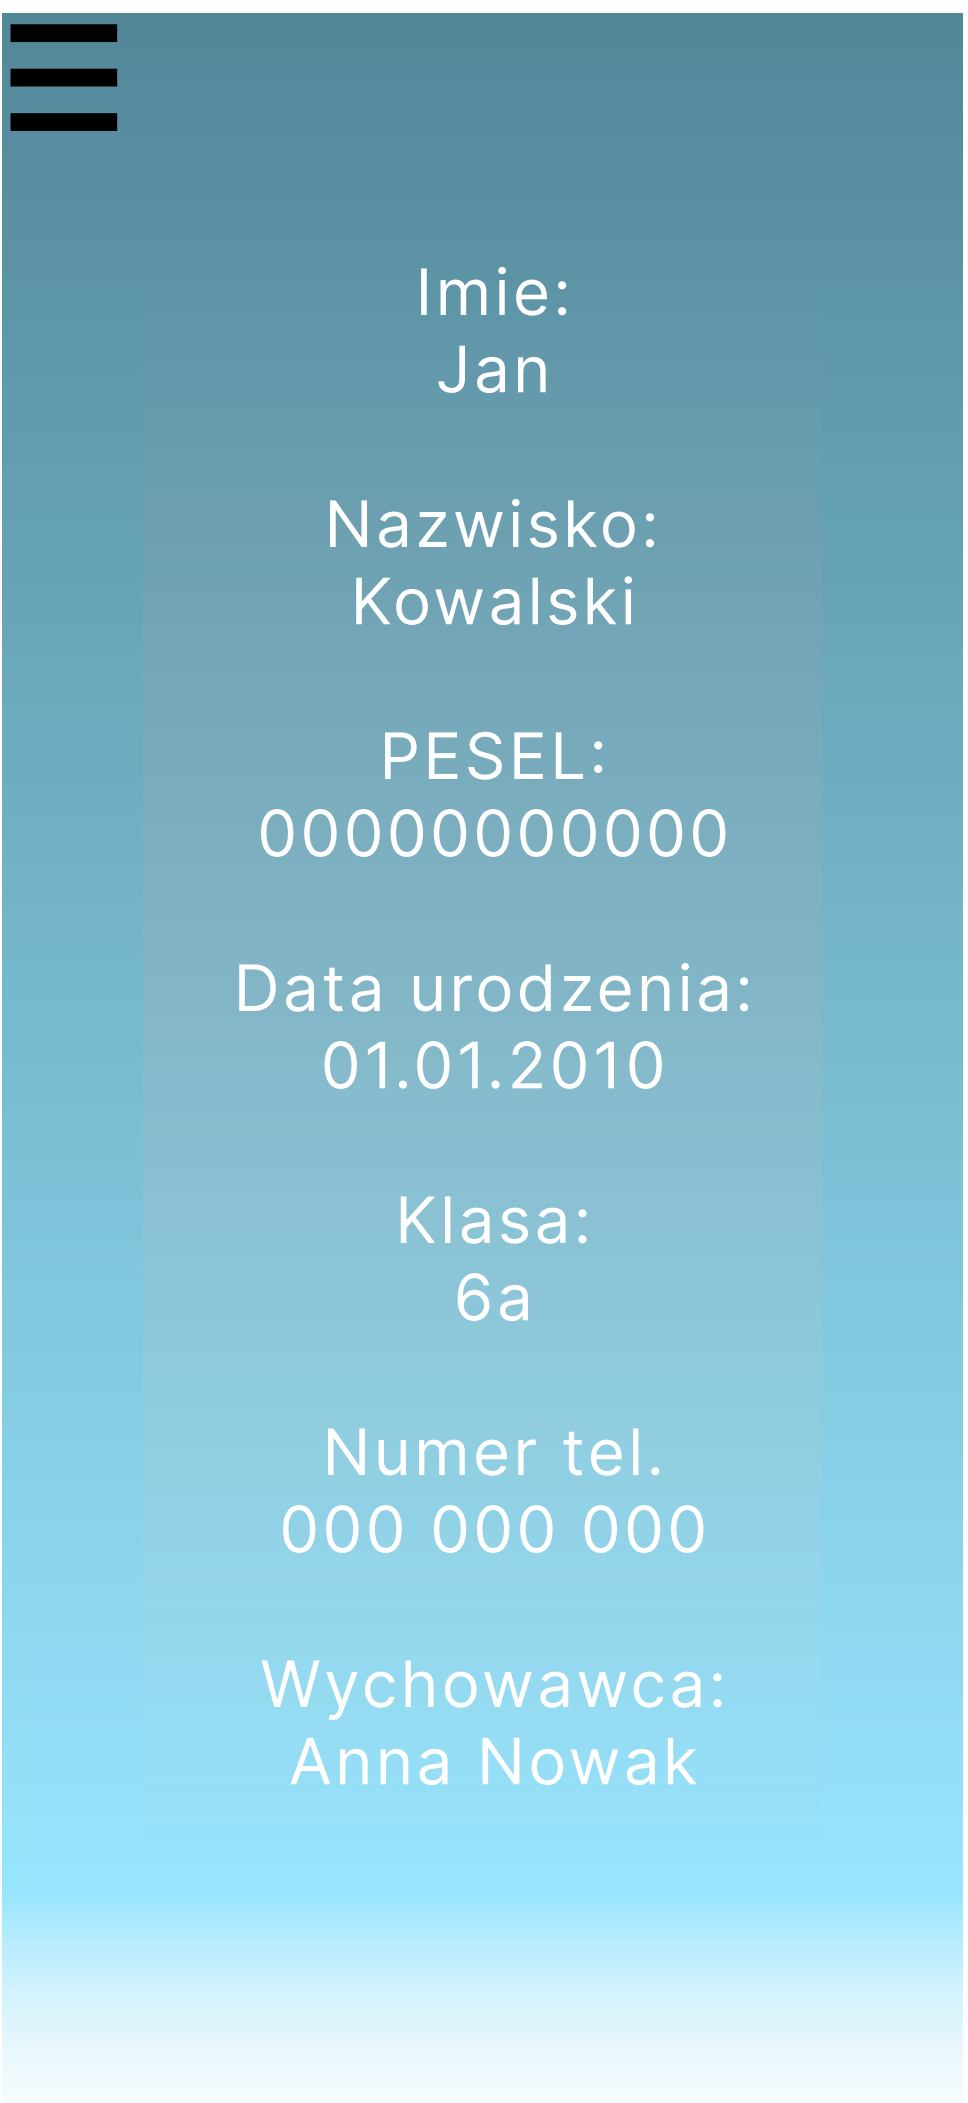 Imie:
Jan
Nazwisko:
Kowalski
PESEL:
00000000000
Data urodzenia:
01.01.2010
Klasa:
6a
Numer tel.
000 000 000
Wychowawca:
Anna Nowak